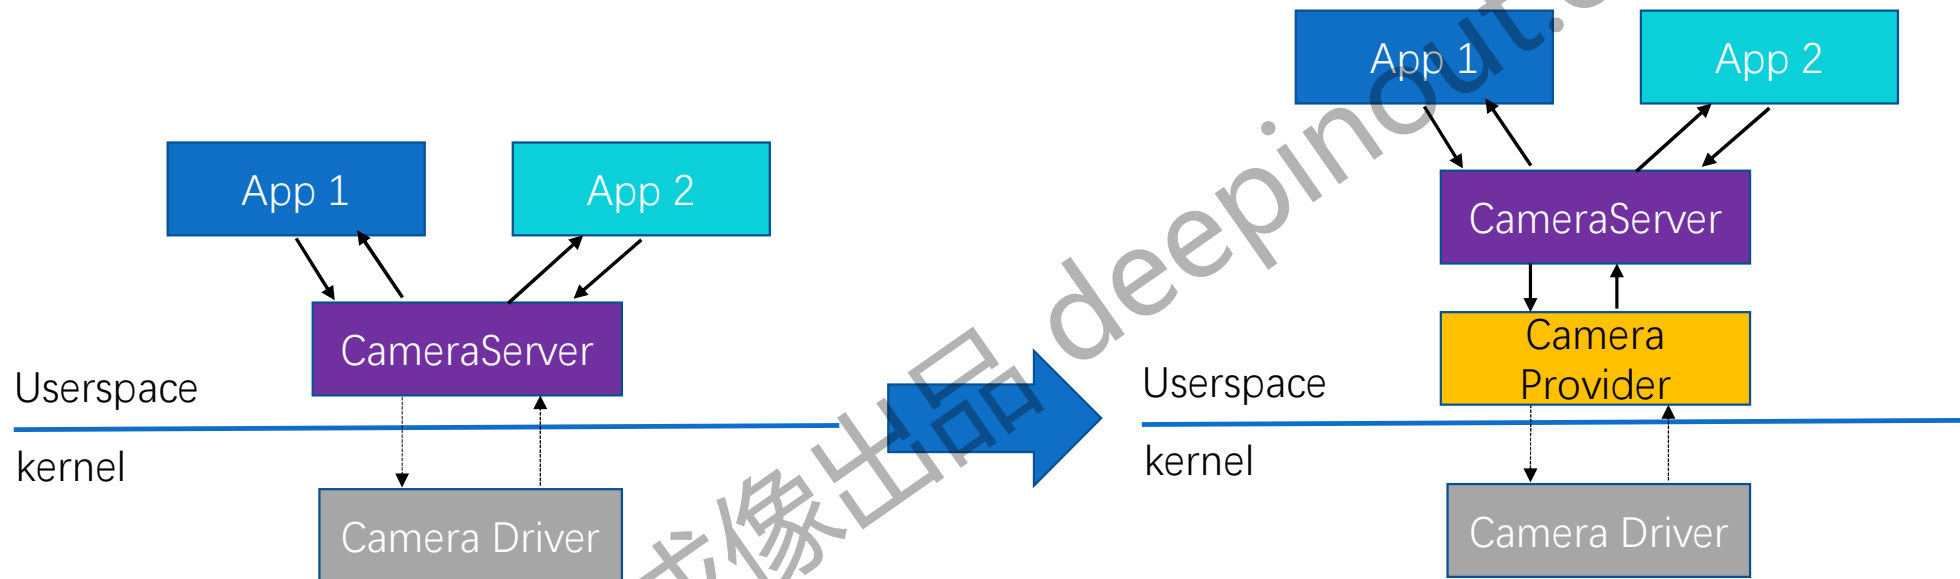 App 1
App 2
CameraServer
Userspace
kernel
Camera Driver
App 1
App 2
CameraServer
Camera
Provider
Userspace
kernel
Camera Driver
像出品 deepinout.